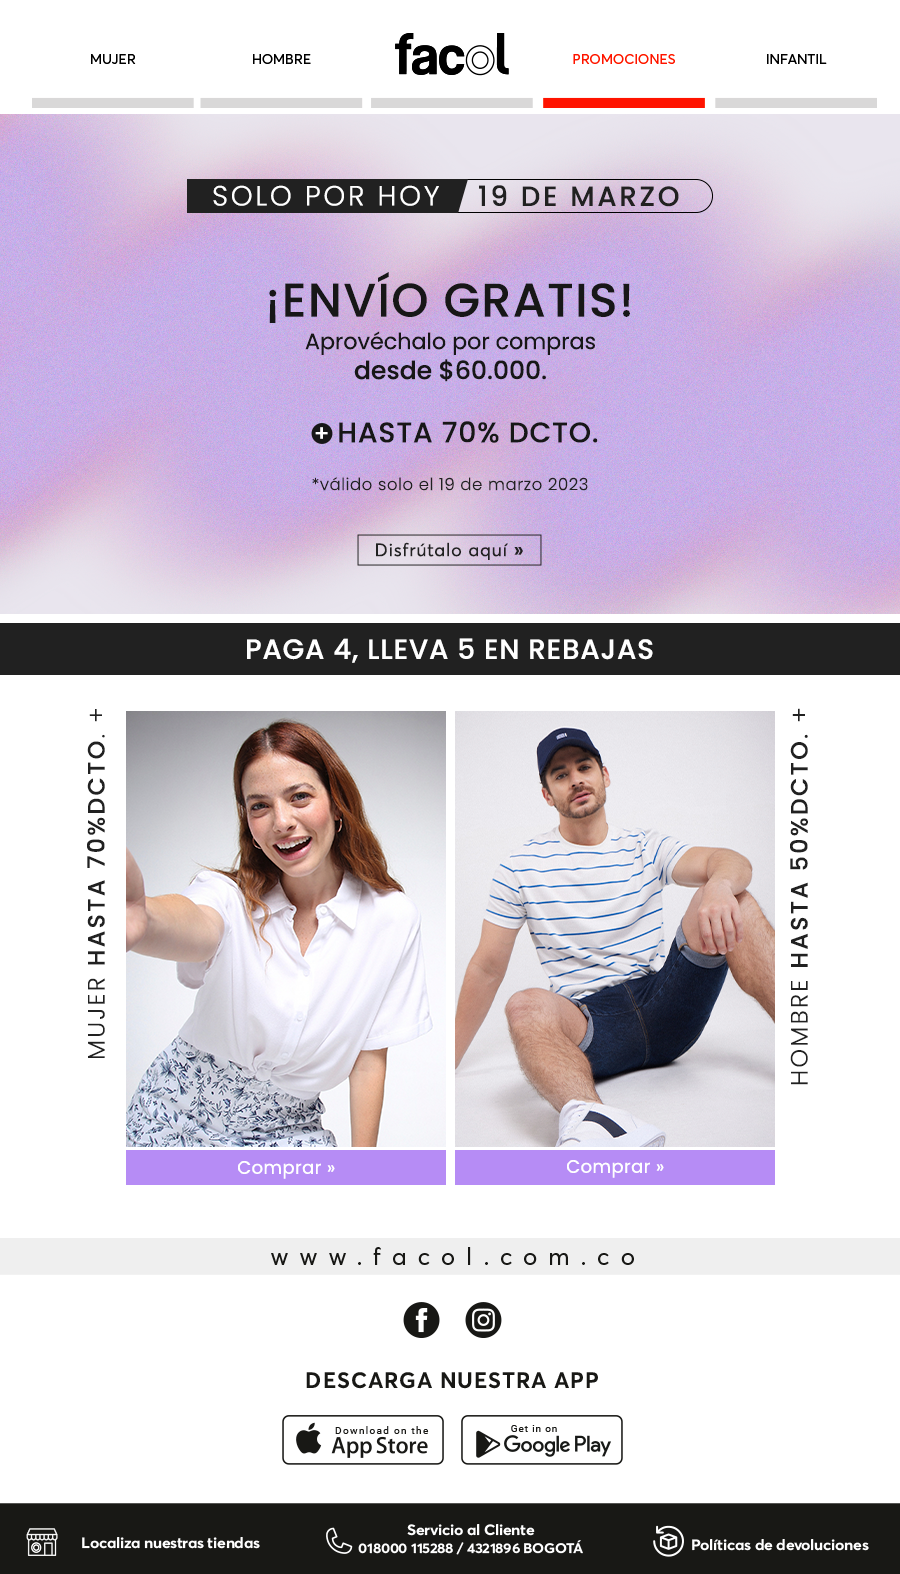 MUJER
HOMBRE
facol
PROMOCIONES
INFANTIL
SOLO POR HOY 19 DE MARZO
¡ENVÍO GRATIS!
Aprovéchalo por compras
desde $60.000.
+ HASTA 70% DCTO.
*válido solo el 19 de marzo 2023
Disfrútalo aquí »
PAGA 4, LLEVA 5 EN REBAJAS
MUJER HASTA 70%DCTO. +
HOMBRE HASTA 50%DCTO. +
Comprar »
Comprar »
www.facol.com.co
DESCARGA NUESTRA APP
Download on the
App Store
Get in on
Google Play
Localiza nuestras tiendas
Servicio al Cliente
018000 115288 / 4321896 BOGOTÁ
Políticas de devoluciones